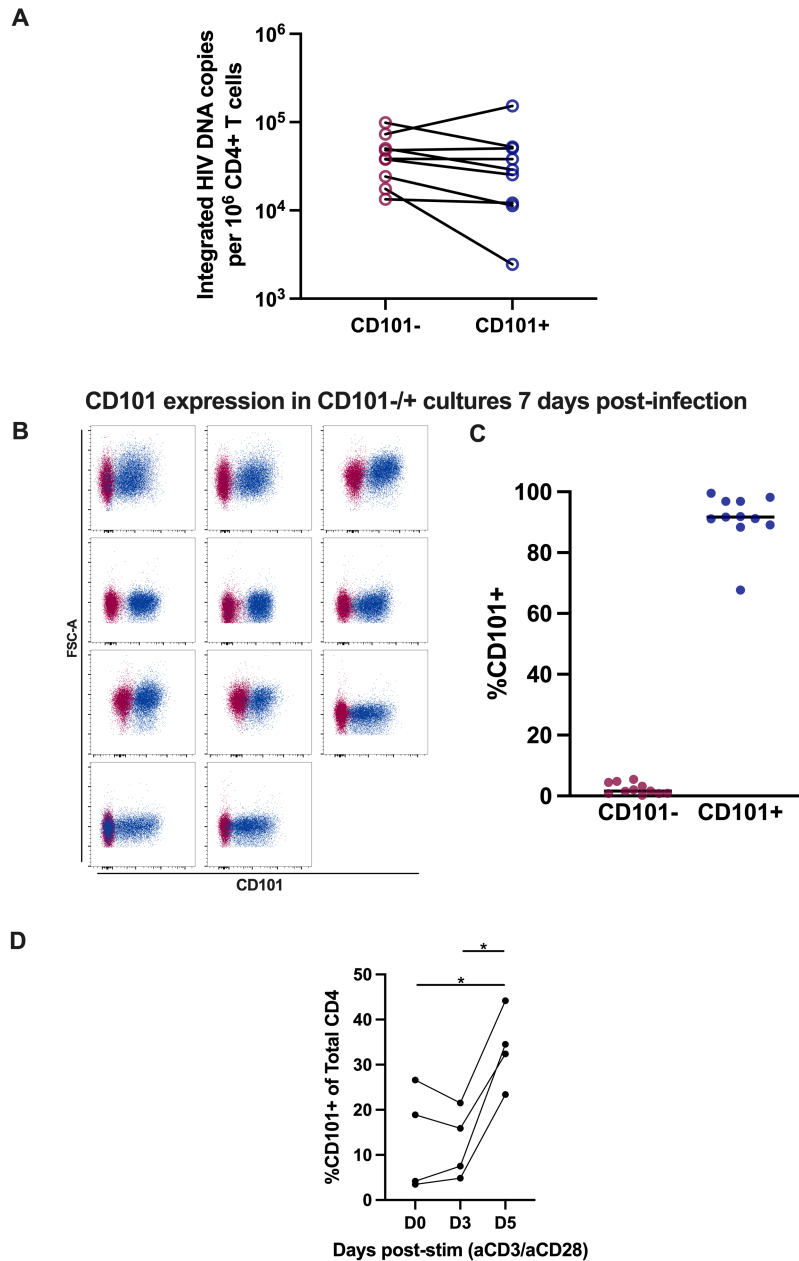 A
Integrated HIV DNA copies
per 10⁶ CD4+ T cells
10⁶
10⁵
10⁴
10³
CD101-
CD101+
CD101 expression in CD101-/+ cultures 7 days post-infection
B
FSC-A
CD101
C
%CD101+
100
80
60
40
20
0
CD101-
CD101+
D
%CD101+ of Total CD4
50
40
30
20
10
0
*
*
D0
D3
D5
Days post-stim (aCD3/aCD28)